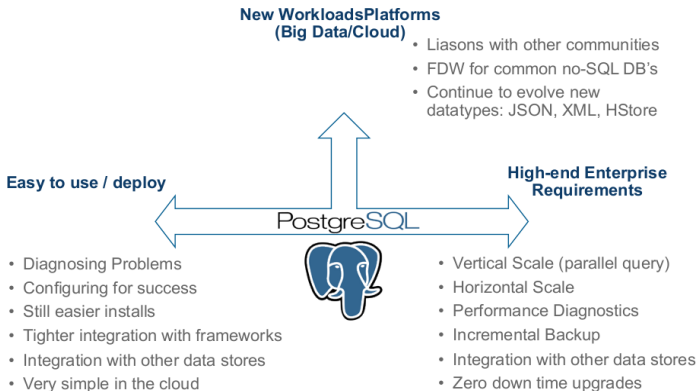 New WorkloadsPlatforms
(Big Data/Cloud)
• Liasons with other communities
• FDW for common no-SQL DB's
• Continue to evolve new
datatypes: JSON, XML, HStore
Easy to use / deploy
High-end Enterprise
Requirements
PostgreSQL
• Diagnosing Problems
• Configuring for success
• Still easier installs
• Tighter integration with frameworks
• Integration with other data stores
• Very simple in the cloud
• Vertical Scale (parallel query)
• Horizontal Scale
• Performance Diagnostics
• Incremental Backup
• Integration with other data stores
• Zero down time upgrades